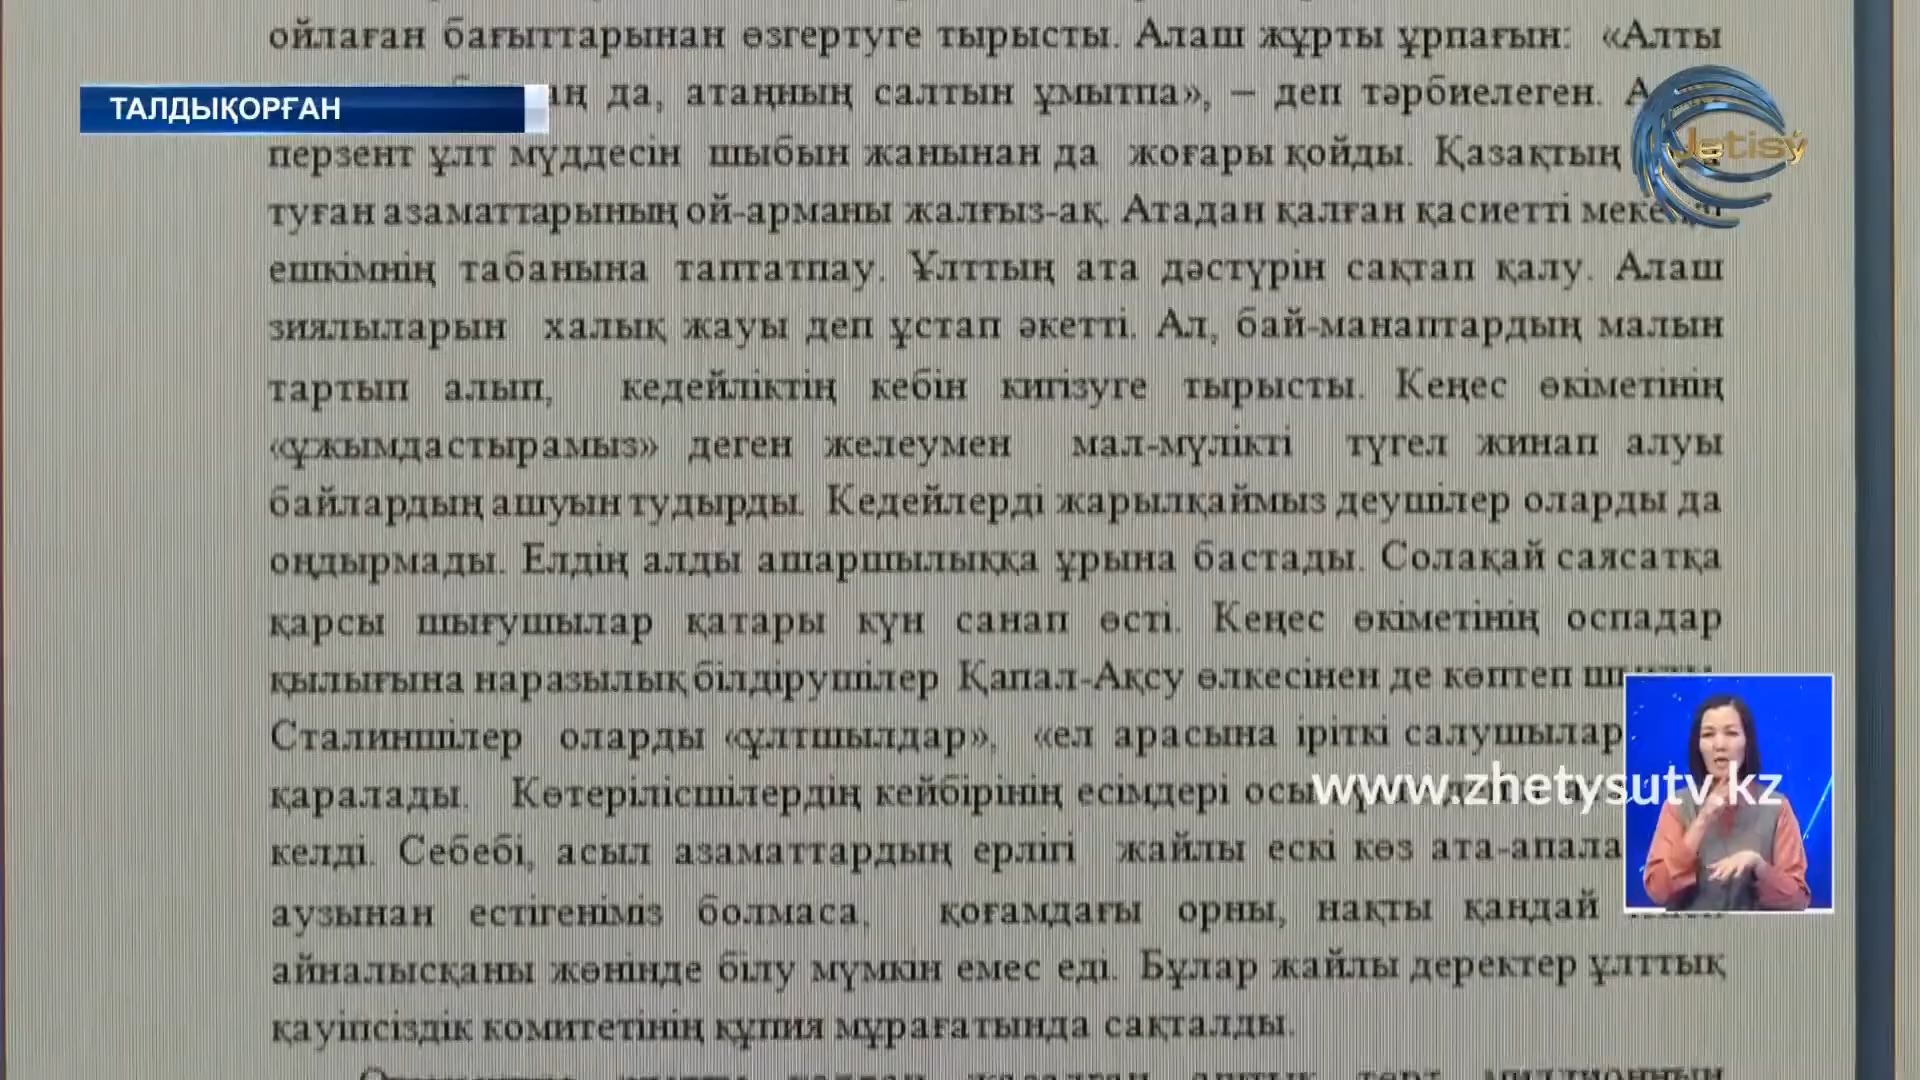 ойлаған бағыттарынан өзгертуге тырысты. Алаш жұрты ұрпағын: «Алты
ТАЛДЫҚОРҒАН
да, атаңның салтын ұмытпа», – деп тәрбиелеген.
Jetisý
перзент ұлт мүддесін шыбын жанынан да жоғары қойды. Қазақтың
туған азаматтарының ой-арманы жалғыз-ақ. Атадан қалған қасиетті
ешкімнің табанына таптатпау. Ұлттың ата дәстүрін сақтап қалу. Алаш
зиялыларын халық жауы деп ұстап әкетті. Ал, бай-манаптардың малын
тартып алып, кедейліктің кебін кигізуге тырысты. Кеңес өкіметінің
«ұжымдастырамыз» деген желеумен мал-мүлікті түгел жинап алуы
байлардың ашуын тудырды. Кедейлерді жарылқаймыз деушілер оларды да
оңдырмады. Елдің алды ашаршылыққа ұрына бастады. Солақай саясатқа
қарсы шығушылар қатары күн санап өсті. Кеңес өкіметінің оспадар
қылығына наразылық білдірушілер Қапал-Ақсу өлкесінен де көптеп
Сталиншілер оларды «ұлтшылдар», «ел арасына іріткі салушылар
қаралады. Көтерілісшілердің кейбірінің есімдері
www.zhetysutv.kz
келді. Себебі, асыл азаматтардың ерлігі жайлы ескі көз
аузынан естігеніміз болмаса, қоғамдағы орны, нақты қандай
айналысқаны жөнінде білу мүмкін емес еді. Бұлар жайлы деректер ұлттық
қауіпсіздік комитетінің құпия мұрағатында сақталды.